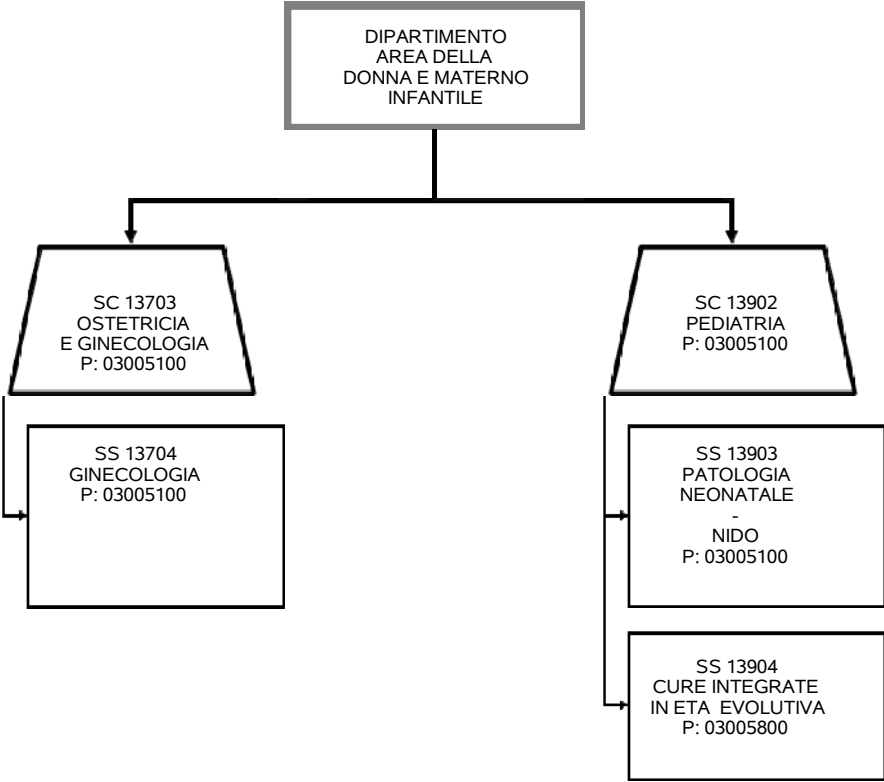 DIPARTIMENTO
AREA DELLA
DONNA E MATERNO
INFANTILE
SC 13703
OSTETRICIA
E GINECOLOGIA
P: 03005100
SC 13902
PEDIATRIA
P: 03005100
SS 13704
GINECOLOGIA
P: 03005100
SS 13903
PATOLOGIA
NEONATALE
-
NIDO
P: 03005100
SS 13904
CURE INTEGRATE
IN ETA EVOLUTIVA
P: 03005800